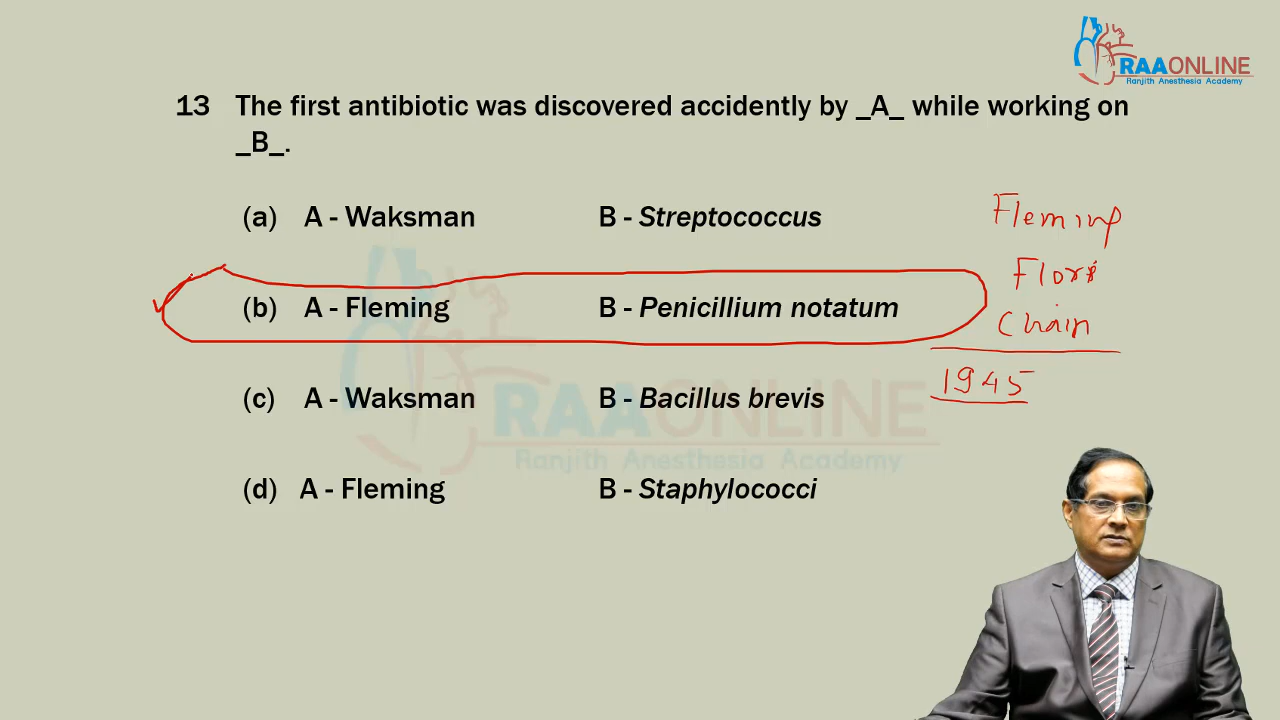 RAAONLINE
Ranjith Anesthesia Academy
13 The first antibiotic was discovered accidently by _A_ while working on
_B_.
(a) A - Waksman B - Streptococcus
Fleming
Flor
(b) A - Fleming B - Penicillium notatum
Chain
1945
(c) A - Waksman B - Bacillus brevis
RAAONLINE
Ranjith Anesthesia Academy
(d) A - Fleming B - Staphylococci